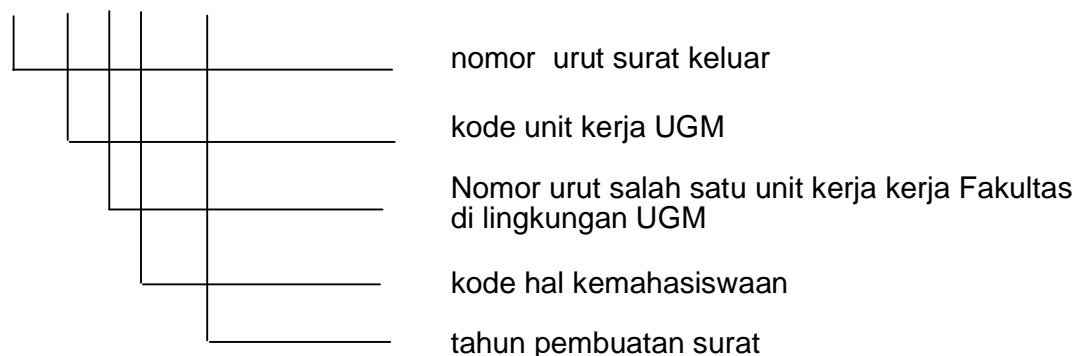 nomor urut surat keluar
kode unit kerja UGM
Nomor urut salah satu unit kerja kerja Fakultas
di lingkungan UGM
kode hal kemahasiswaan
tahun pembuatan surat